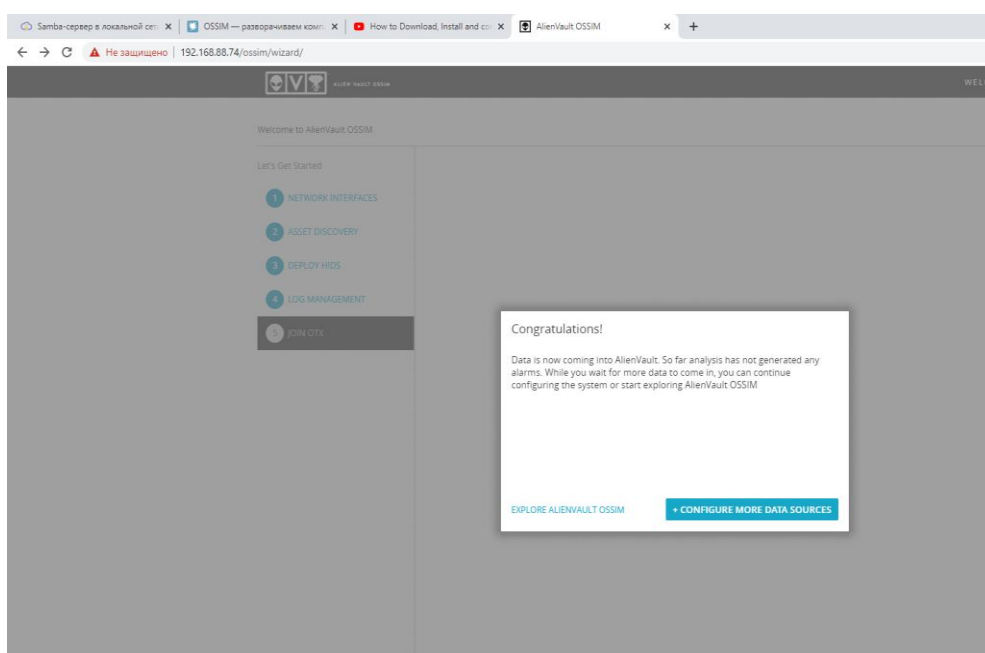 Samba-сервер в локальной сет
OSSIM — разворачиваем комп
How to Download, Install and co
AlienVault OSSIM
Не защищено
192.168.88.74/ossim/wizard/
ALIEN VAULT OSSIM
WEL
Welcome to AlienVault OSSIM
Let's Get Started
1 NETWORK INTERFACES
2 ASSET DISCOVERY
3 DEPLOY HIDS
4 LOG MANAGEMENT
5 JOIN OTX
Congratulations!
Data is now coming into AlienVault. So far analysis has not generated any
alarms. While you wait for more data to come in, you can continue
configuring the system or start exploring AlienVault OSSIM
EXPLORE ALIENVAULT OSSIM
+ CONFIGURE MORE DATA SOURCES